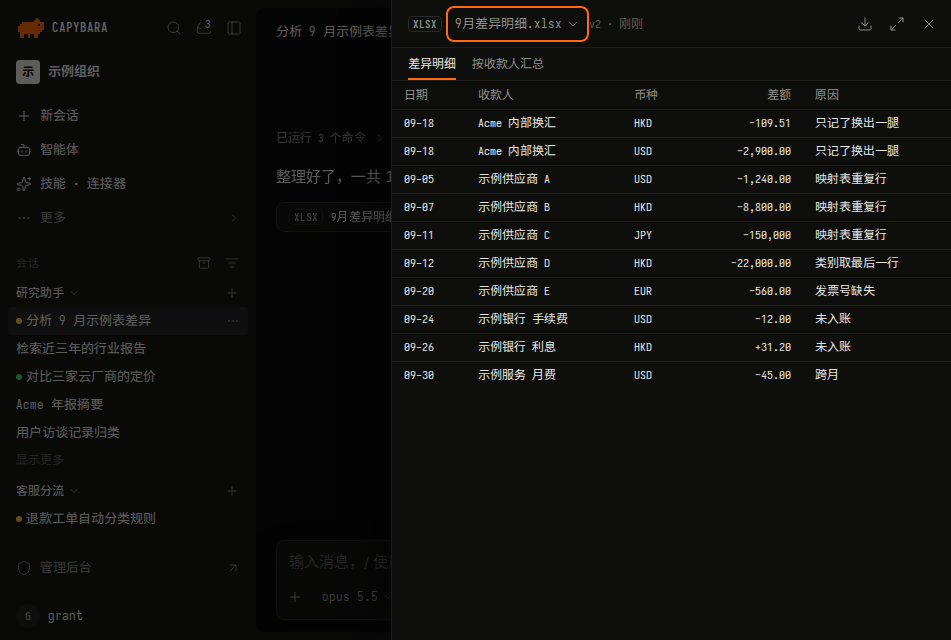 CAPYBARA
3
示 示例组织
新会话
智能体
技能 · 连接器
更多
会话
研究助手
分析 9 月示例表差异
检索近三年的行业报告
对比三家云厂商的定价
Acme 年报摘要
用户访谈记录归类
显示更多
客服分流
退款工单自动分类规则
管理后台
G grant
分析 9 月示例表差异
已运行 3 个命令
整理好了，一共 1
XLSX 9月差异明细
输入消息，/ 使用
opus 5.5
XLSX 9月差异明细.xlsx v2 · 刚刚
差异明细 按收款人汇总
日期 收款人 币种 差额 原因
09-18 Acme 内部换汇 HKD -109.51 只记了换出一腿
09-18 Acme 内部换汇 USD -2,900.00 只记了换出一腿
09-05 示例供应商 A USD -1,240.00 映射表重复行
09-07 示例供应商 B HKD -8,800.00 映射表重复行
09-11 示例供应商 C JPY -150,000 映射表重复行
09-12 示例供应商 D HKD -22,000.00 类别取最后一行
09-20 示例供应商 E EUR -560.00 发票号缺失
09-24 示例银行 手续费 USD -12.00 未入账
09-26 示例银行 利息 HKD +31.20 未入账
09-30 示例服务 月费 USD -45.00 跨月